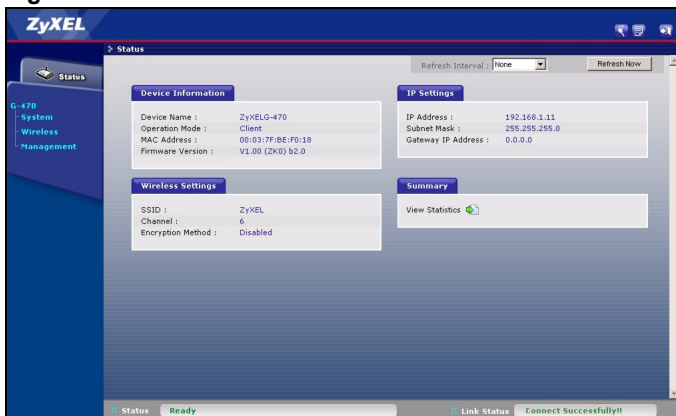 ZyXEL
> Status
Status
Refresh Interval : None
Refresh Now
G-470
System
Wireless
Management
Device Information
Device Name : ZyXELG-470
Operation Mode : Client
MAC Address : 00:03:7F:BE:F0:18
Firmware Version : V1.00 (ZK0) b2.0
IP Settings
IP Address : 192.168.1.11
Subnet Mask : 255.255.255.0
Gateway IP Address : 0.0.0.0
Wireless Settings
SSID : ZyXEL
Channel : 6
Encryption Method : Disabled
Summary
View Statistics
Status Ready
Link Status Connect Successfully!!